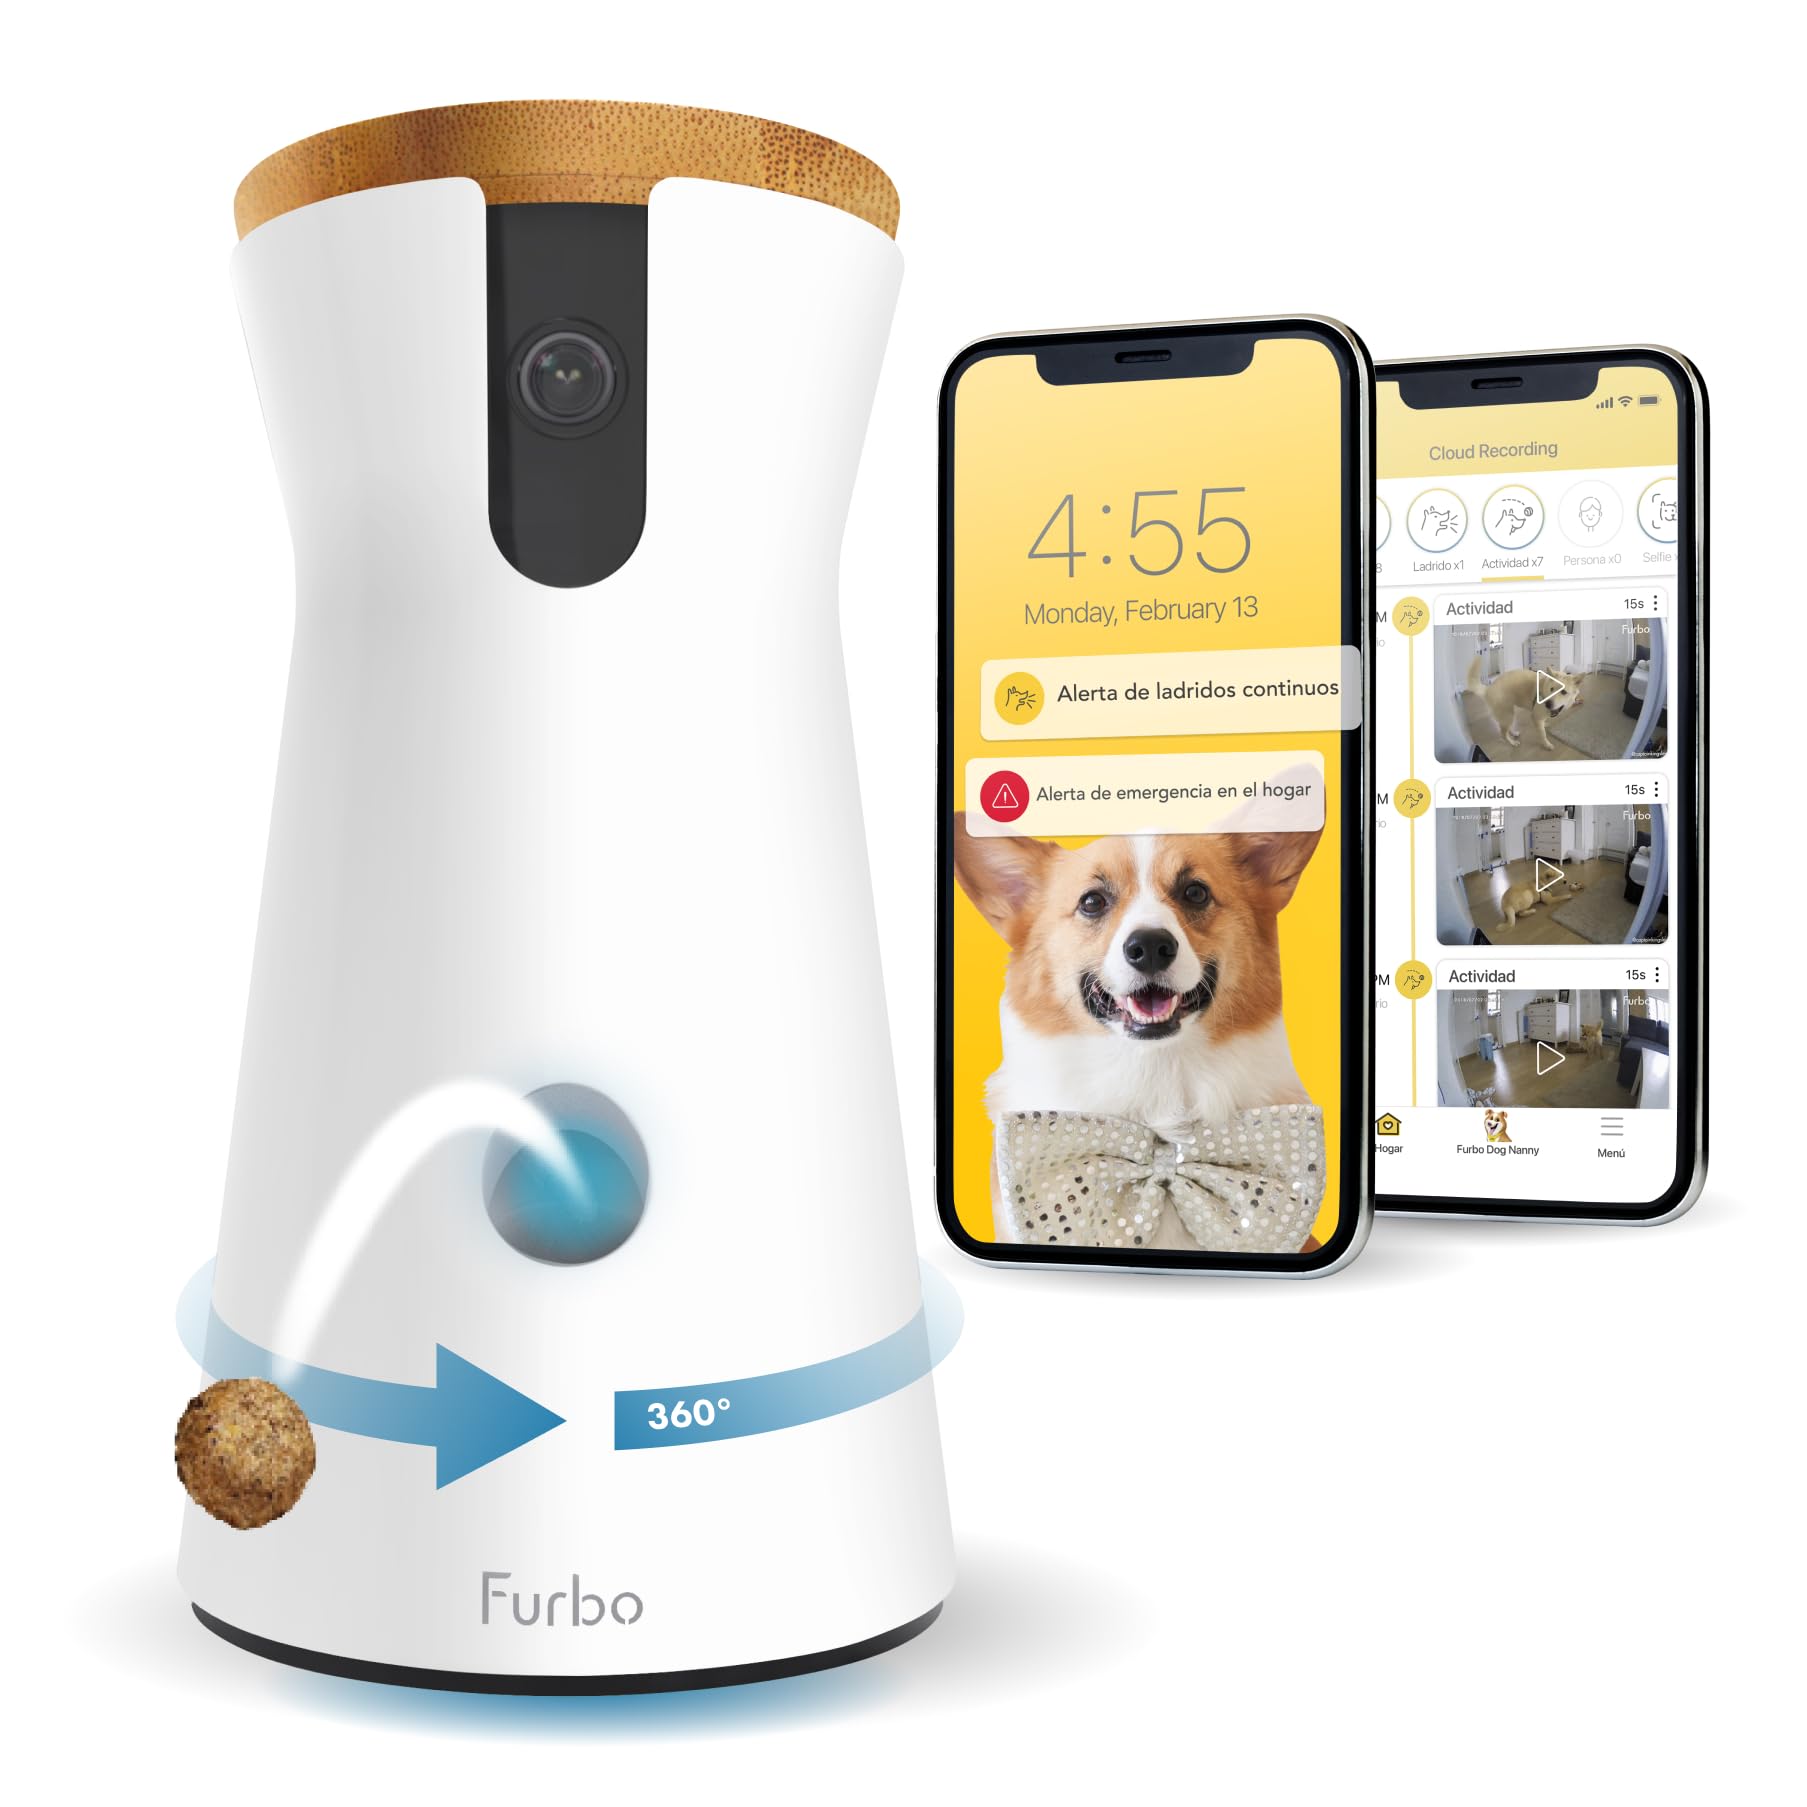 4:55
Monday, February 13
Alerta de ladridos continuos
Alerta de emergencia en el hogar
Cloud Recording
Ladrido x1
Actividad x7
Persona x0
Selfie
Actividad 15s
Furbo
Actividad 15s
Furbo
Actividad 15s
Furbo
Hogar
Furbo Dog Nanny
Menú
360°
Furbo